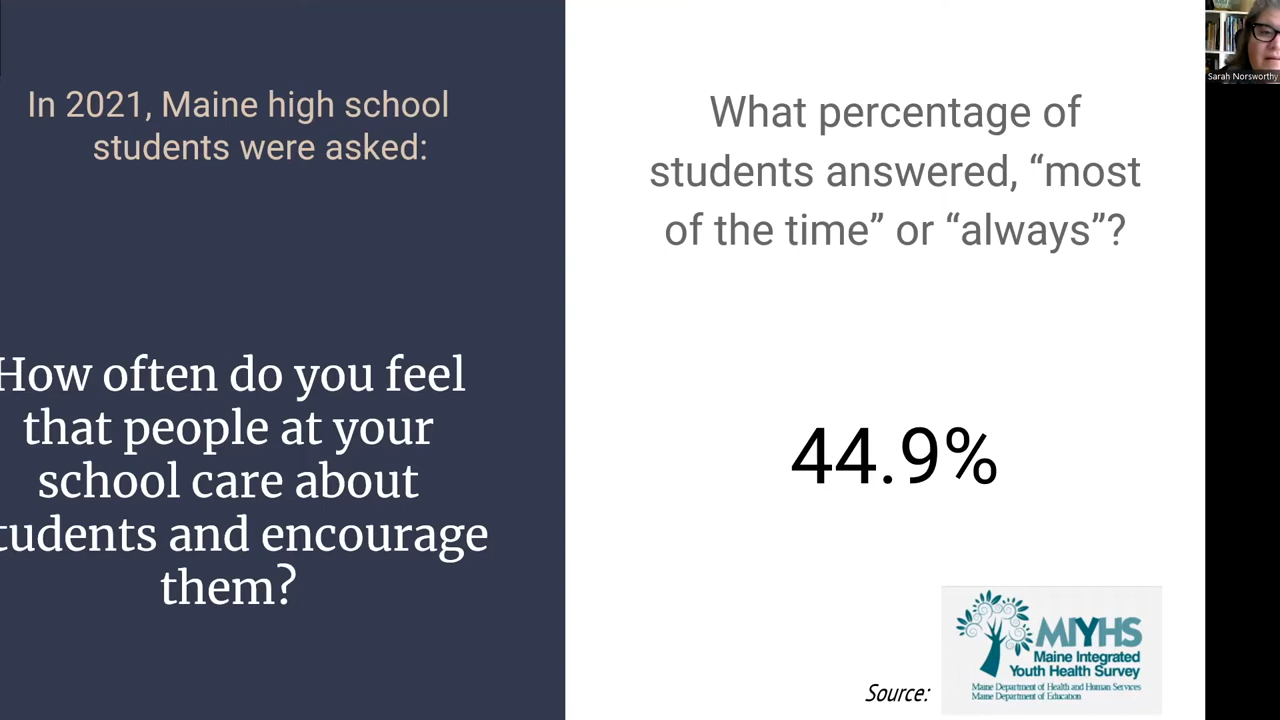 In 2021, Maine high school
students were asked:
How often do you feel
that people at your
school care about
tudents and encourage
them?
What percentage of
students answered, “most
of the time” or “always”?
44.9%
Source:
MIYHS
Maine Integrated
Youth Health Survey
Maine Department of Health and Human Services
Maine Department of Education
Sarah Norsworthy